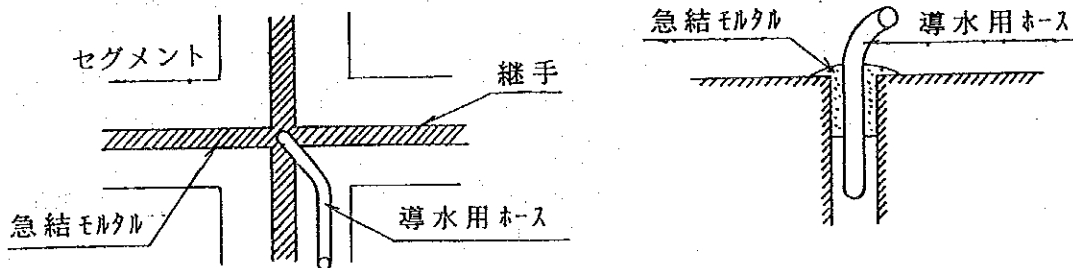 セグメント
継手
急結モルタル
導水用ホース
急結モルタル
導水用ホース